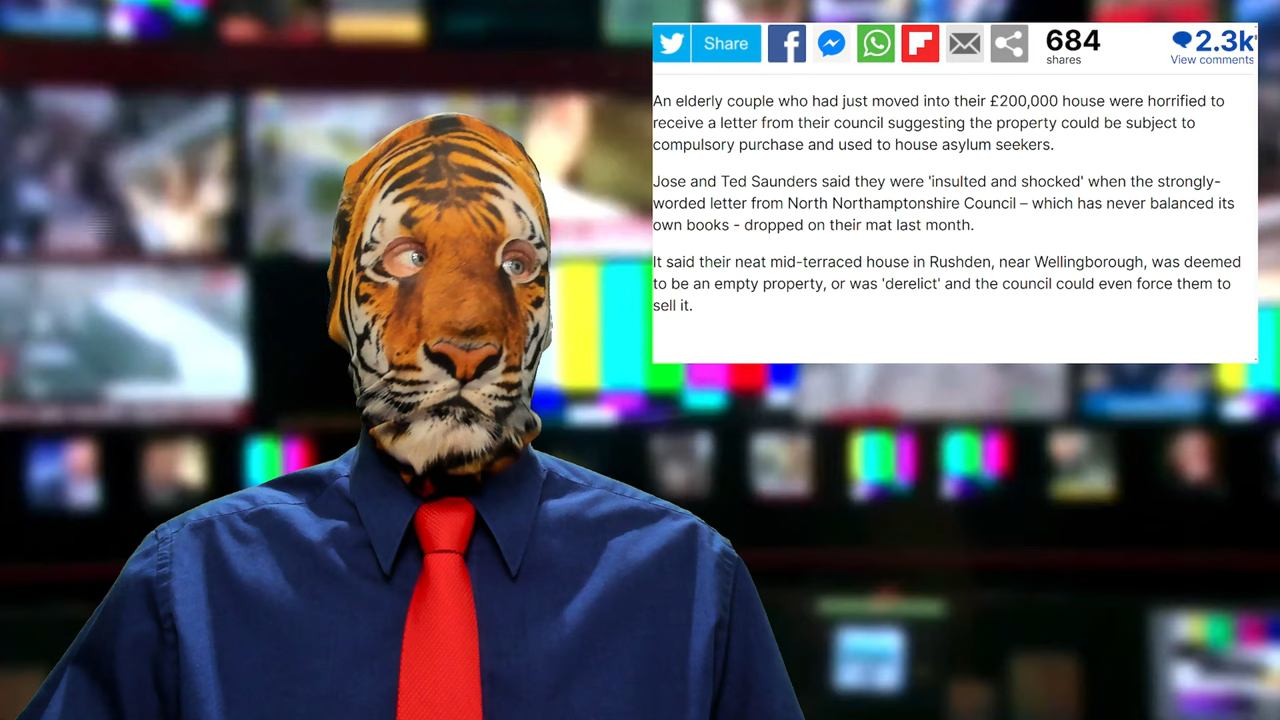 Share
684
shares
2.3k
View comments
An elderly couple who had just moved into their £200,000 house were horrified to
receive a letter from their council suggesting the property could be subject to
compulsory purchase and used to house asylum seekers.
Jose and Ted Saunders said they were 'insulted and shocked' when the strongly-
worded letter from North Northamptonshire Council – which has never balanced its
own books - dropped on their mat last month.
It said their neat mid-terraced house in Rushden, near Wellingborough, was deemed
to be an empty property, or was 'derelict' and the council could even force them to
sell it.